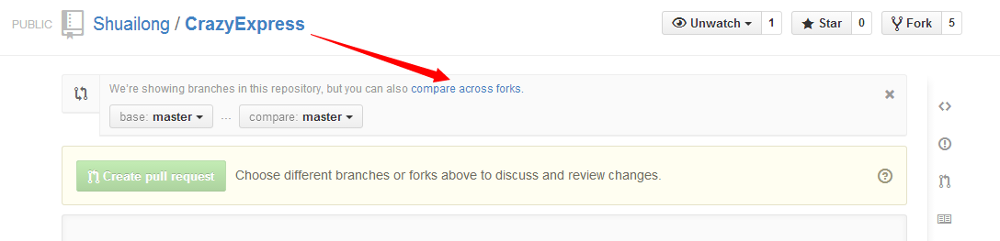 PUBLIC Shuailong / CrazyExpress Unwatch 1 Star 0 Fork 5
We're showing branches in this repository, but you can also compare across forks.
base: master ... compare: master
Create pull request Choose different branches or forks above to discuss and review changes.